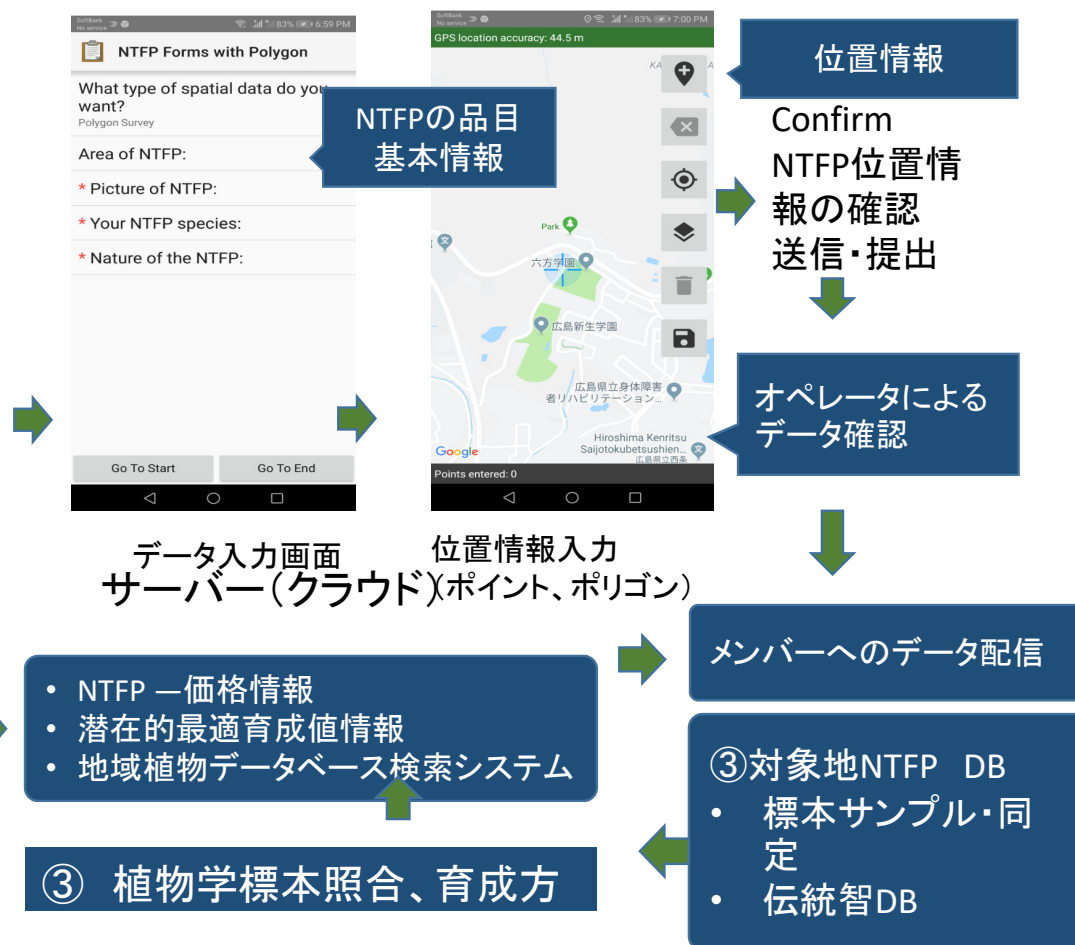 SoftBank
No service
83% 6:59 PM
NTFP Forms with Polygon
What type of spatial data do you
want?
Polygon Survey
Area of NTFP:
* Picture of NTFP:
* Your NTFP species:
* Nature of the NTFP:
Go To Start Go To End
NTFPの品目
基本情報
SoftBank
No service
83% 7:00 PM
GPS location accuracy: 44.5 m
Park
六方学園
広島新生学園
広島県立身体障害
者リハビリテーション...
Hiroshima Kenritsu
Saijotokubetsushien...
広島県立西条
Google
Points entered: 0
位置情報
Confirm
NTFP位置情
報の確認
送信・提出
オペレータによる
データ確認
データ入力画面
サーバー(クラウド)
位置情報入力
(ポイント、ポリゴン)
メンバーへのデータ配信
• NTFP ―価格情報
• 潜在的最適育成値情報
• 地域植物データベース検索システム
③対象地NTFP DB
• 標本サンプル・同
定
• 伝統智DB
③ 植物学標本照合、育成方